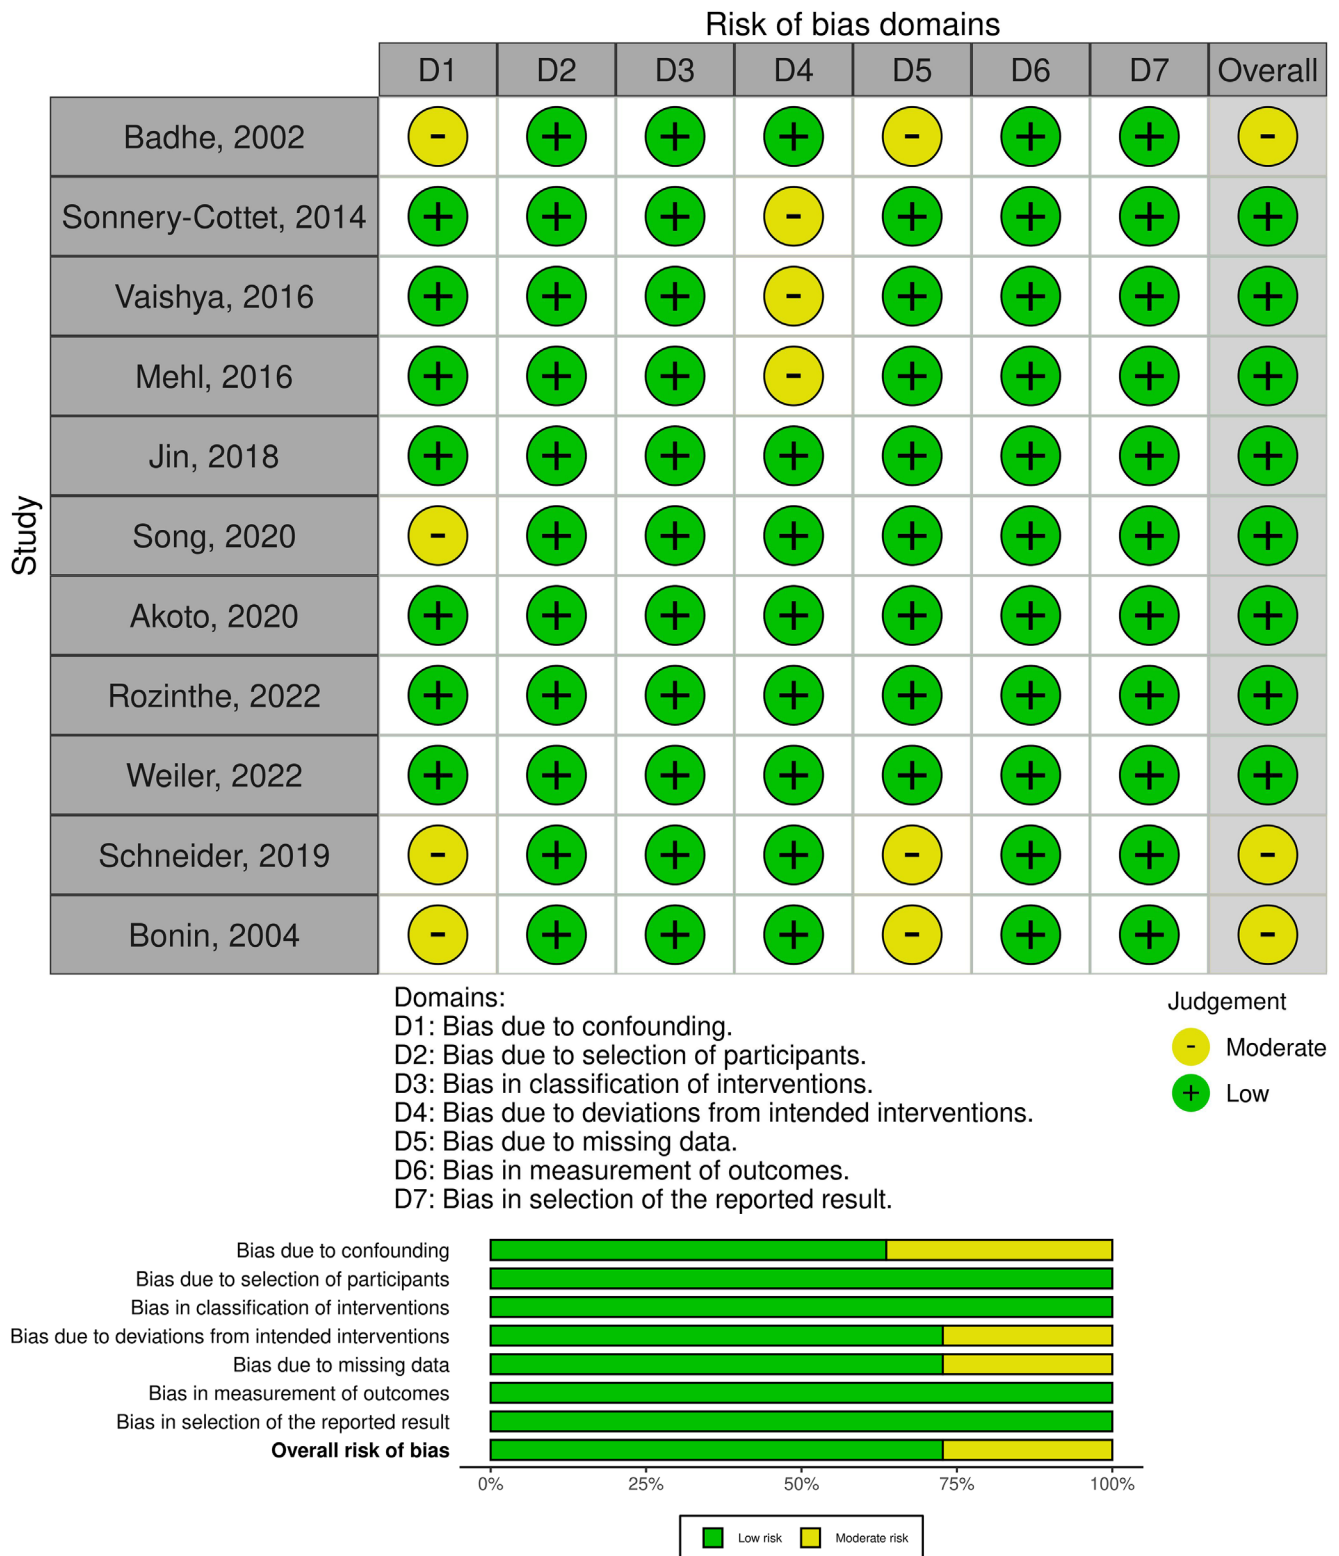 Risk of bias domains
D1 D2 D3 D4 D5 D6 D7 Overall
Study
Badhe, 2002 - + + + - + + -
Sonnery-Cottet, 2014 + + + - + + + +
Vaishya, 2016 + + + - + + + +
Mehl, 2016 + + + - + + + +
Jin, 2018 + + + + + + + +
Song, 2020 - + + + + + + +
Akoto, 2020 + + + + + + + +
Rozinthe, 2022 + + + + + + + +
Weiler, 2022 + + + + + + + +
Schneider, 2019 - + + + - + + -
Bonin, 2004 - + + + - + + -
Domains:
D1: Bias due to confounding.
D2: Bias due to selection of participants.
D3: Bias in classification of interventions.
D4: Bias due to deviations from intended interventions.
D5: Bias due to missing data.
D6: Bias in measurement of outcomes.
D7: Bias in selection of the reported result.
Judgement
- Moderate
+ Low
Bias due to confounding
Bias due to selection of participants
Bias in classification of interventions
Bias due to deviations from intended interventions
Bias due to missing data
Bias in measurement of outcomes
Bias in selection of the reported result
Overall risk of bias
0% 25% 50% 75% 100%
Low risk Moderate risk